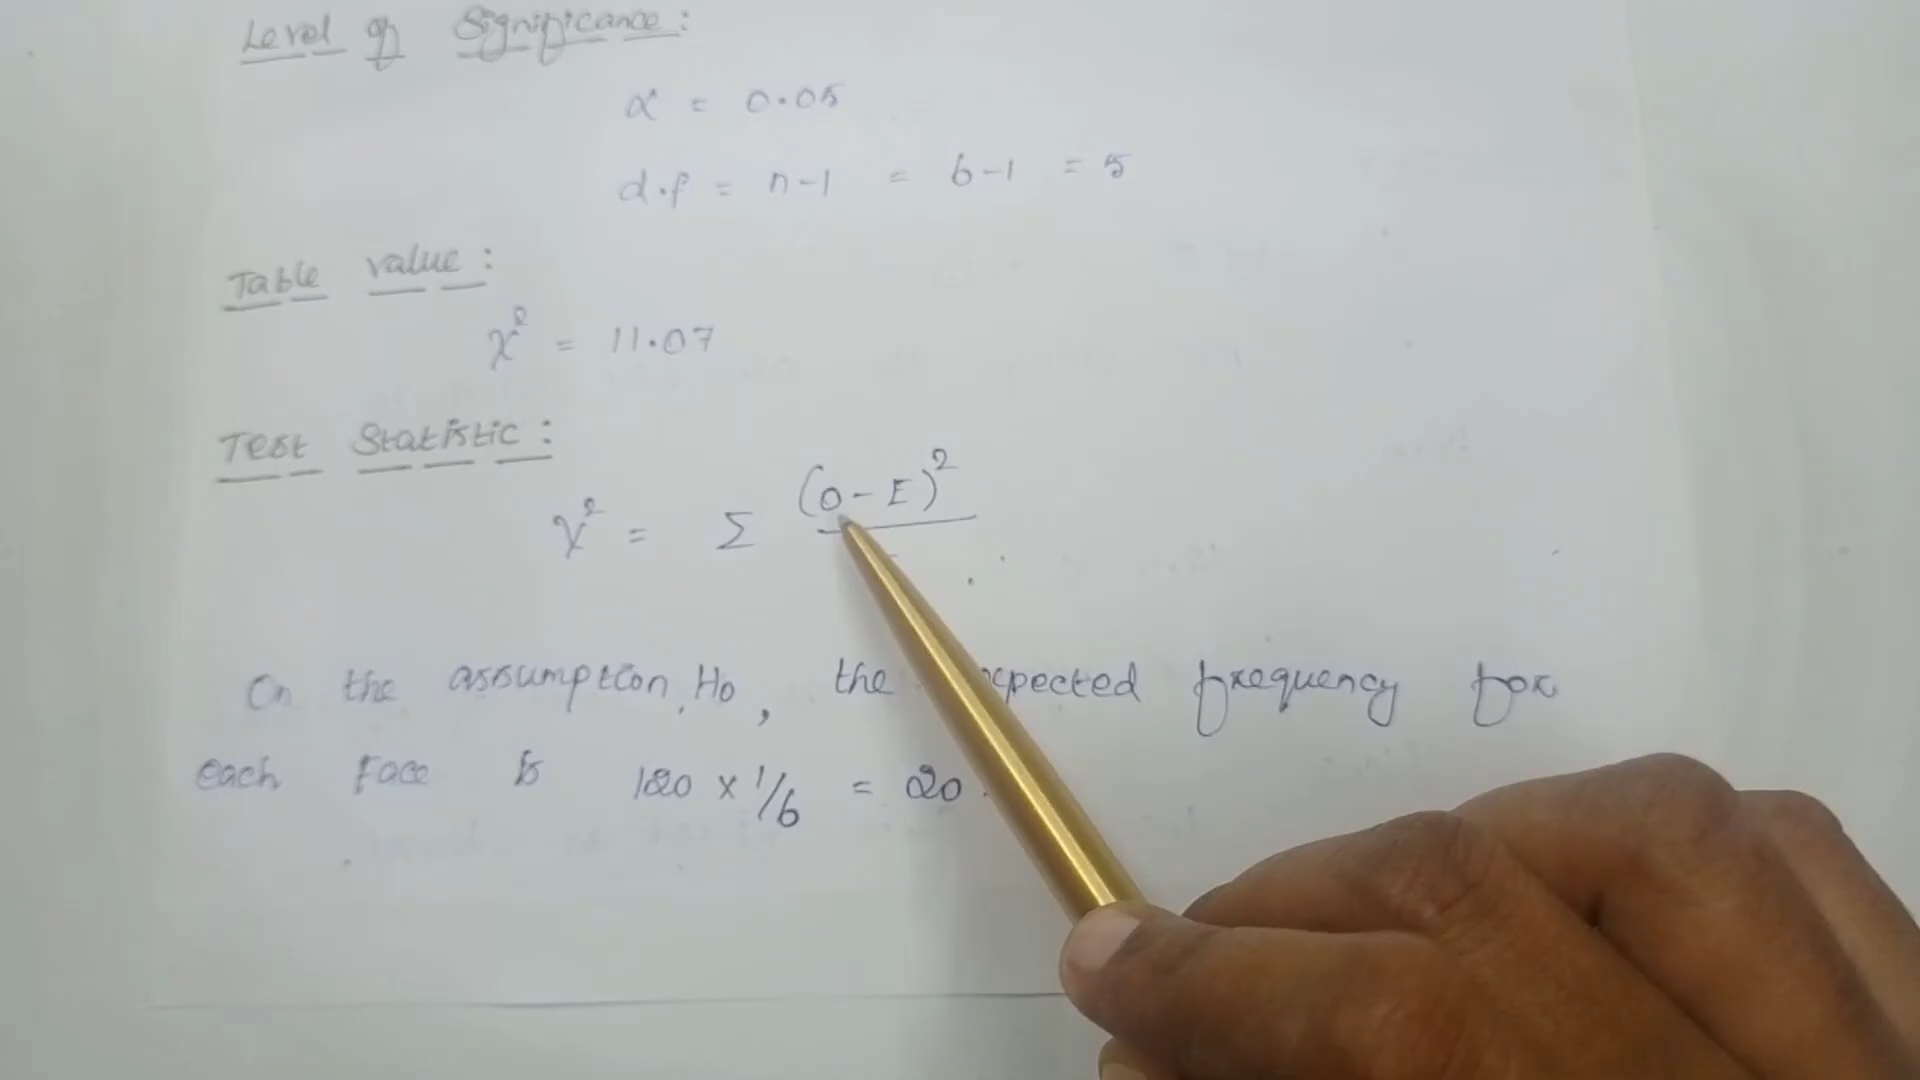 Level of Significance:
α = 0.05
d.f = n-1 = 6-1 = 5
Table value:
χ² = 11.07
Test Statistic:
χ² = Σ (O-E)²
On the assumption, H0, the expected frequency for
each Face is 120 x 1/6 = 20.